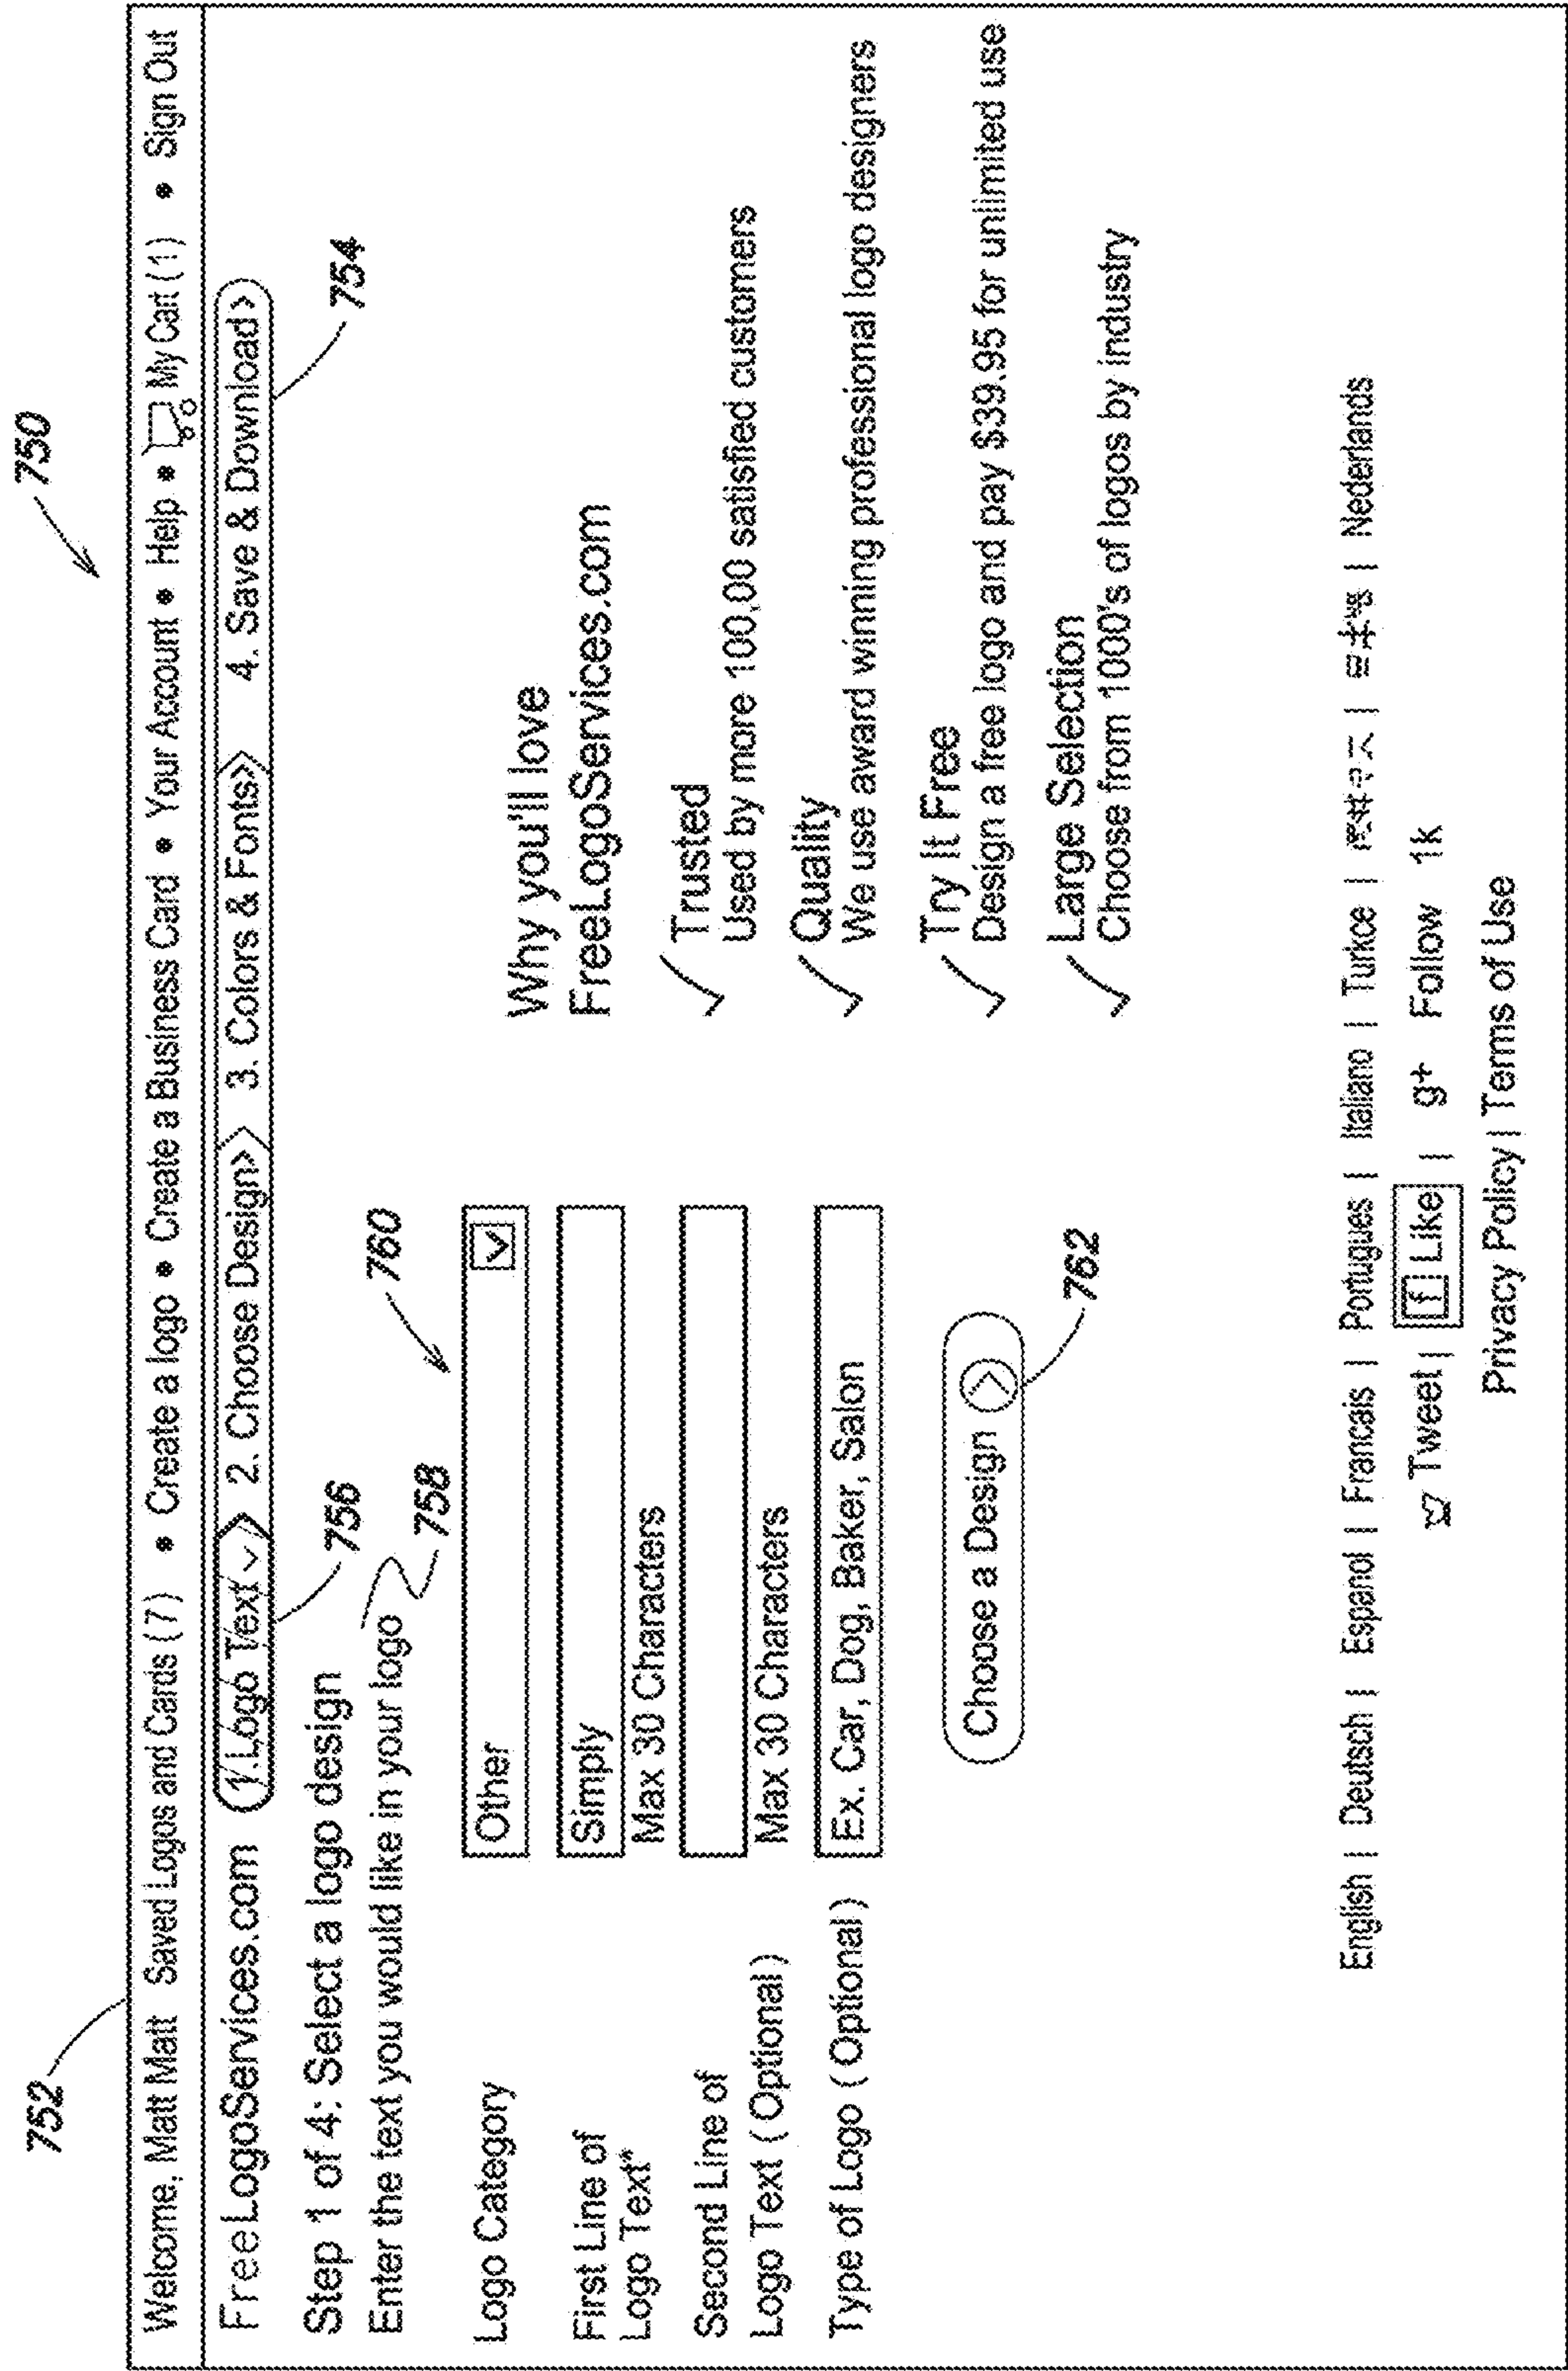 750
752
Welcome, Matt Matt Saved Logos and Cards ( 7 ) • Create a logo • Create a Business Card • Your Account • Help • My Cart ( 1 ) • Sign Out
FreeLogoServices.com 1. Logo Text 2. Choose Design> 3. Colors & Fonts> 4. Save & Download >
754
756
Step 1 of 4: Select a logo design
Enter the text you would like in your logo
758
760
Logo Category
Other
First Line of
Logo Text*
Simply
Max 30 Characters
Second Line of
Logo Text ( Optional )
Max 30 Characters
Type of Logo ( Optional )
Ex. Car, Dog, Baker, Salon
Choose a Design
762
Why you'll love
FreeLogoServices.com
Trusted
Used by more 100,00 satisfied customers
Quality
We use award winning professional logo designers
Try It Free
Design a free logo and pay $39.95 for unlimited use
Large Selection
Choose from 1000's of logos by industry
English | Deutsch | Espanol | Francais | Portugues | Italiano | Turkce | | | Nederlands
Tweet | f Like | g+ Follow 1k
Privacy Policy | Terms of Use